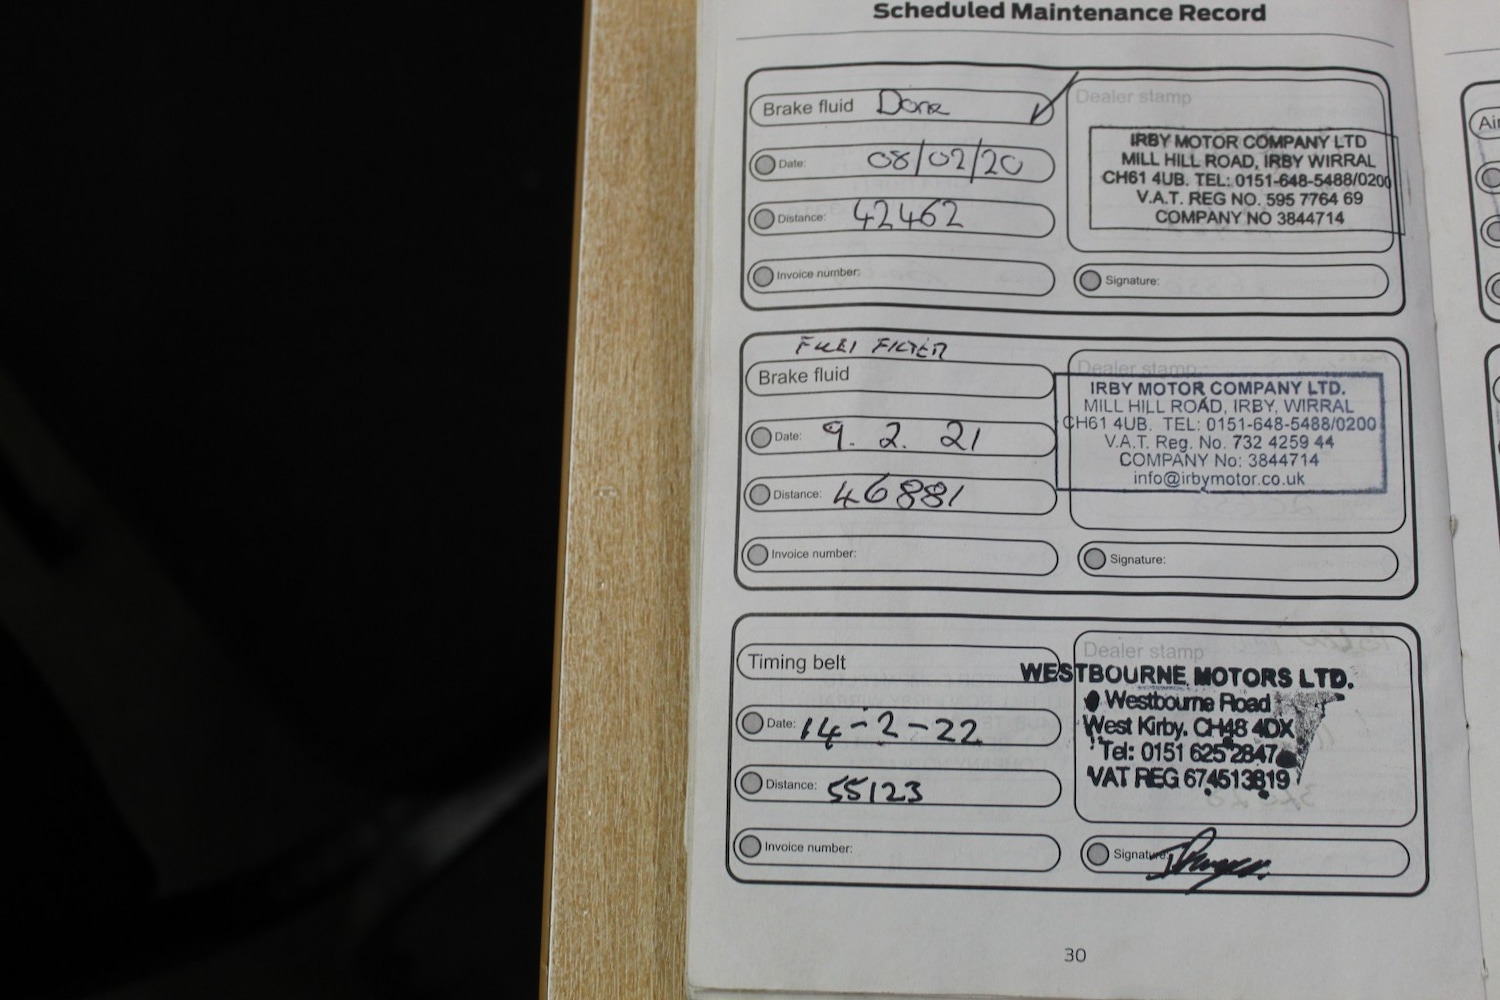 Scheduled Maintenance Record
Brake fluid Done ✓
Date: 08/02/20
Distance: 42462
Invoice number:
Dealer stamp
IRBY MOTOR COMPANY LTD
MILL HILL ROAD, IRBY WIRRAL
CH61 4UB. TEL: 0151-648-5488/0200
V.A.T. REG NO. 595 7764 69
COMPANY NO 3844714
Signature:
FUEL FILTER
Brake fluid
Date: 9. 2. 21
Distance: 46881
Invoice number:
Dealer stamp
IRBY MOTOR COMPANY LTD.
MILL HILL ROAD, IRBY, WIRRAL
CH61 4UB. TEL: 0151-648-5488/0200
V.A.T. Reg. No. 732 4259 44
COMPANY No: 3844714
info@irbymotor.co.uk
Signature:
Timing belt
Date: 14-2-22
Distance: 55123
Invoice number:
Dealer stamp
WESTBOURNE MOTORS LTD.
Westbourne Road
West Kirby. CH48 4DX
Tel: 0151 625 2847
VAT REG 674513819
Signature:
30
Air